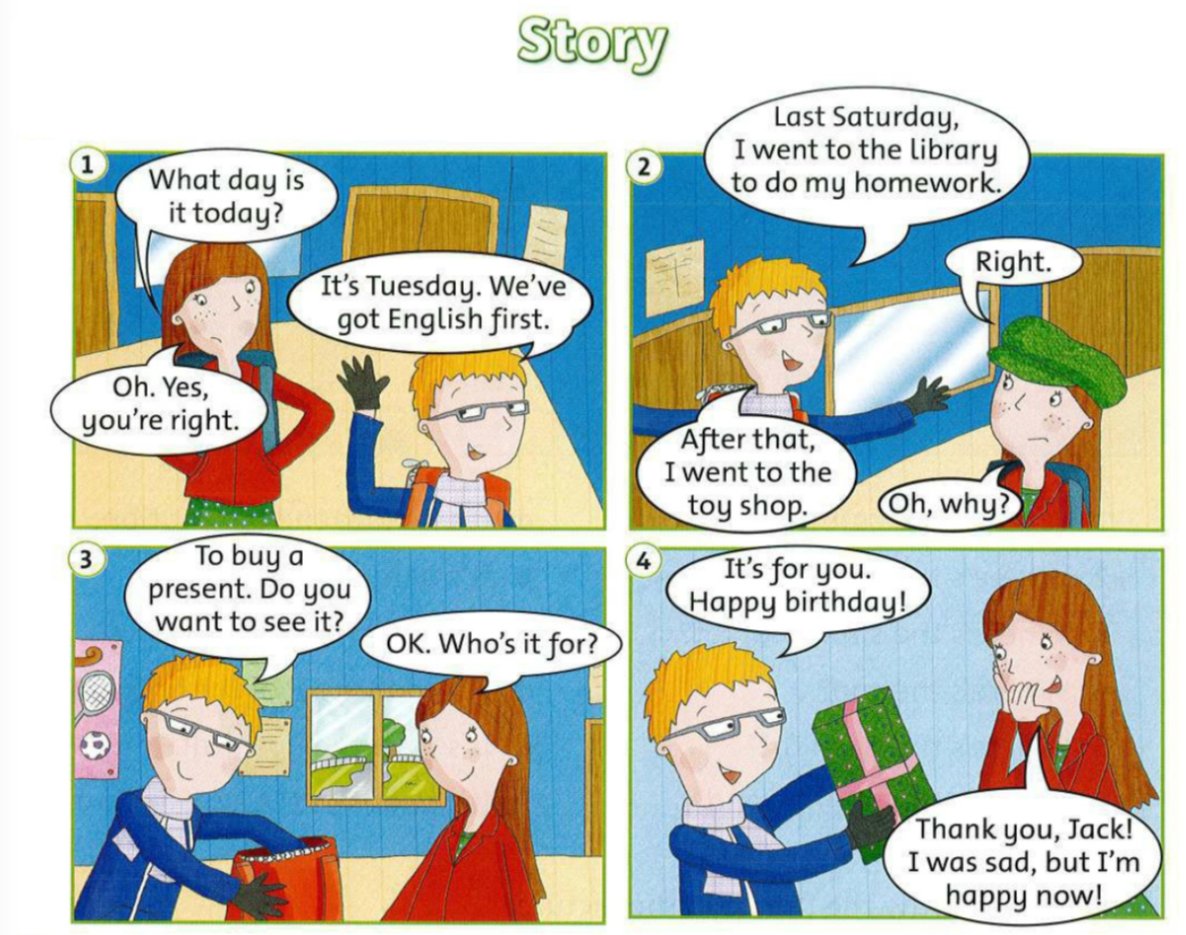 Story
1
What day is
it today?
It's Tuesday. We've
got English first.
Oh. Yes,
you're right.
2
Last Saturday,
I went to the library
to do my homework.
Right.
After that,
I went to the
toy shop.
Oh, why?
3
To buy a
present. Do you
want to see it?
OK. Who's it for?
4
It's for you.
Happy birthday!
Thank you, Jack!
I was sad, but I'm
happy now!